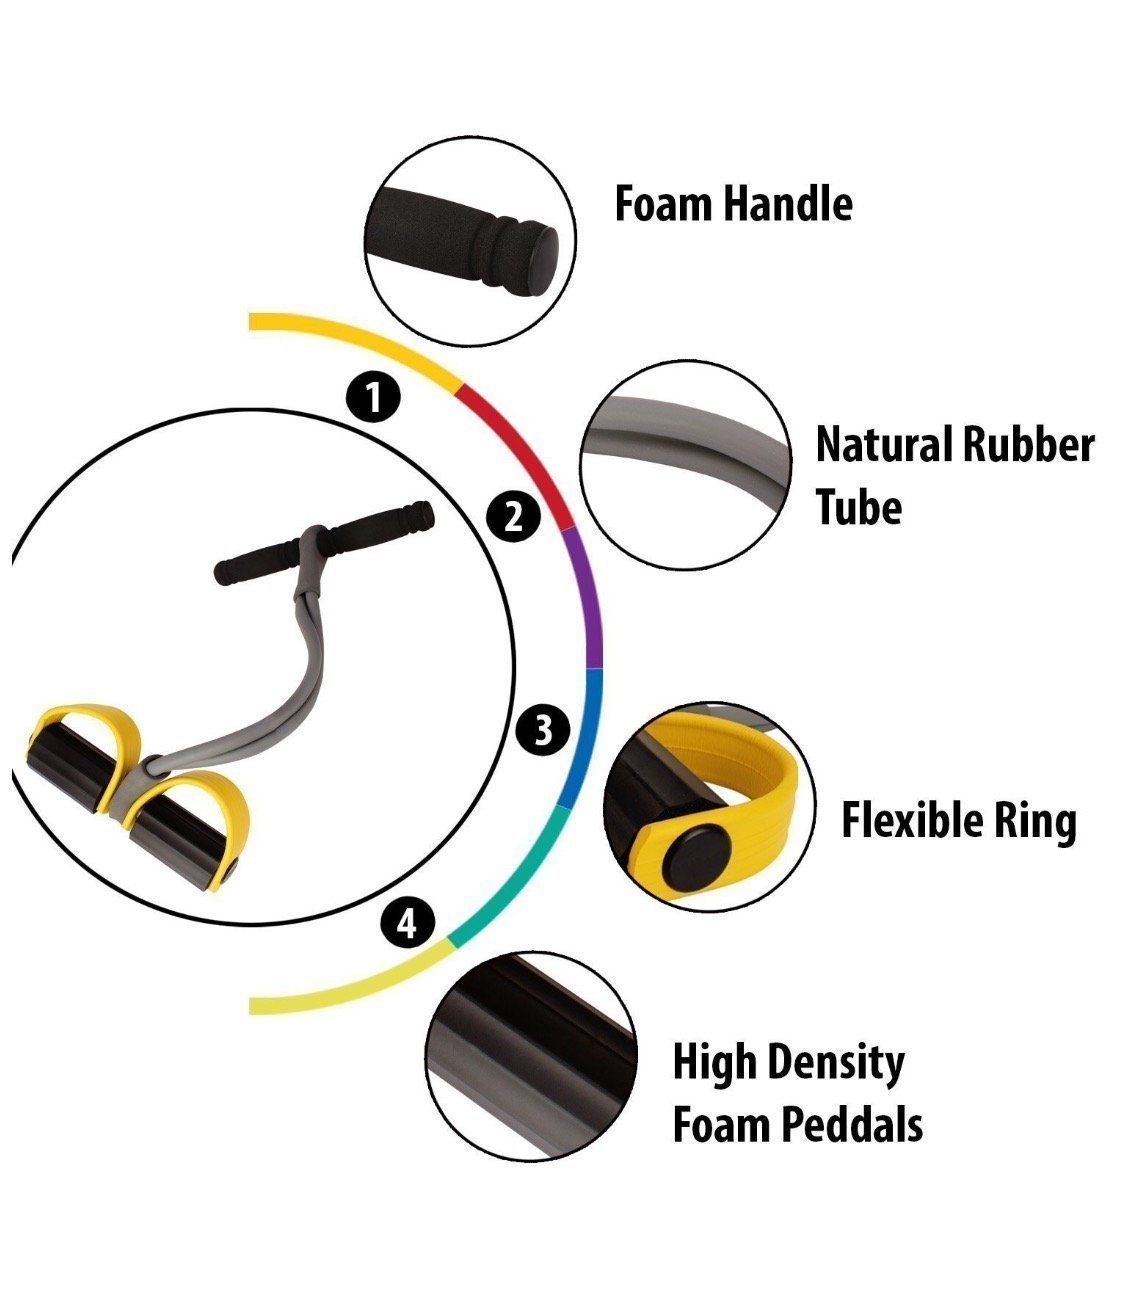 Foam Handle
1
Natural Rubber
Tube
2
3
Flexible Ring
4
High Density
Foam Peddals